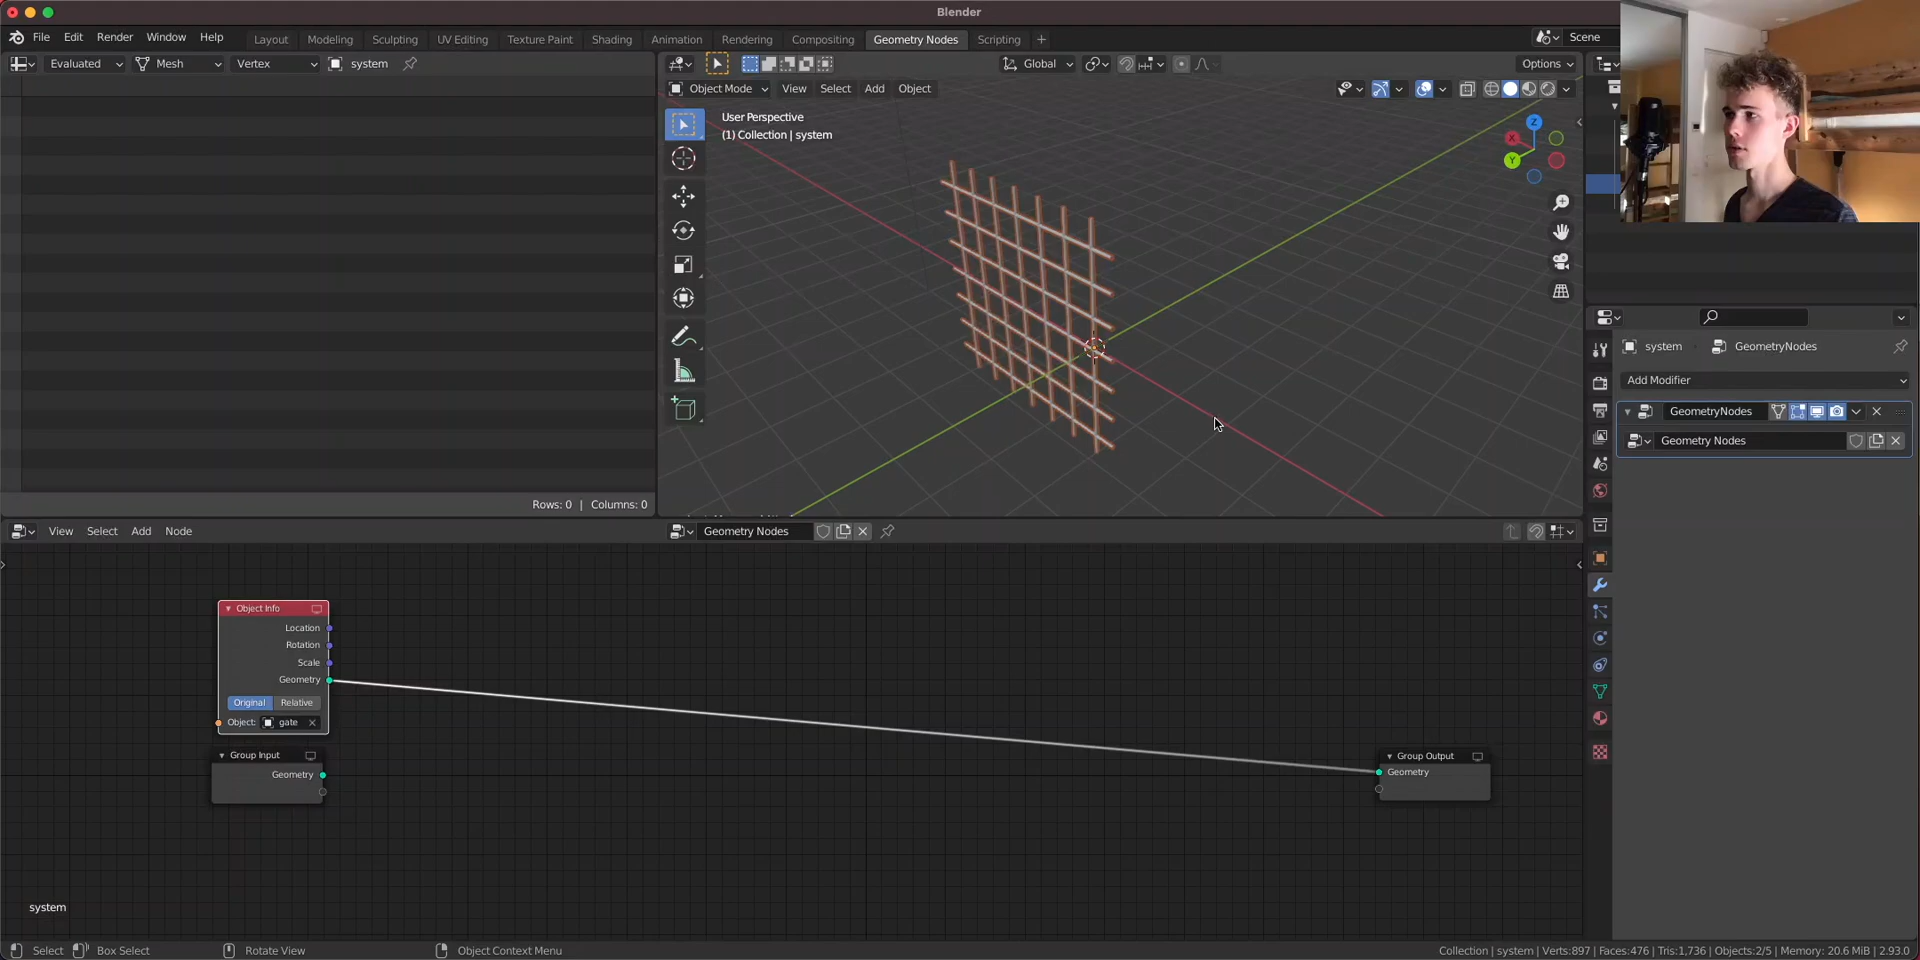 Blender
File Edit Render Window Help
Layout Modeling Sculpting UV Editing Texture Paint Shading Animation Rendering Compositing Geometry Nodes Scripting +
Scene
Evaluated Mesh Vertex system
Global
Options
Object Mode View Select Add Object
User Perspective
(1) Collection | system
Z
X
Y
system GeometryNodes
Add Modifier
GeometryNodes
Geometry Nodes
Rows: 0 | Columns: 0
View Select Add Node
Geometry Nodes
Object Info
Location
Rotation
Scale
Geometry
Original Relative
Object: gate
Group Input
Geometry
Group Output
Geometry
system
Select Box Select Rotate View Object Context Menu
Collection | system | Verts:897 | Faces:476 | Tris:1,736 | Objects:2/5 | Memory: 20.6 MiB | 2.93.0